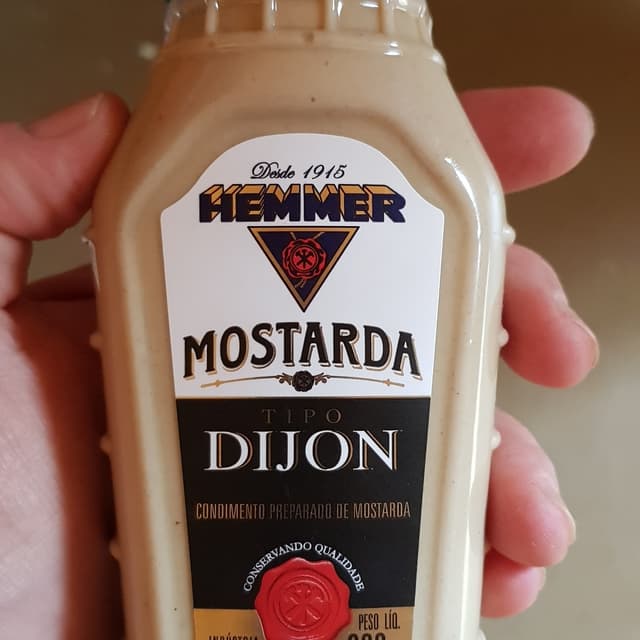 Desde 1915
HEMMER
MOSTARDA
TIPO
DIJON
CONDIMENTO PREPARADO DE MOSTARDA
CONSERVANDO QUALIDADE
PESO LÍQ.